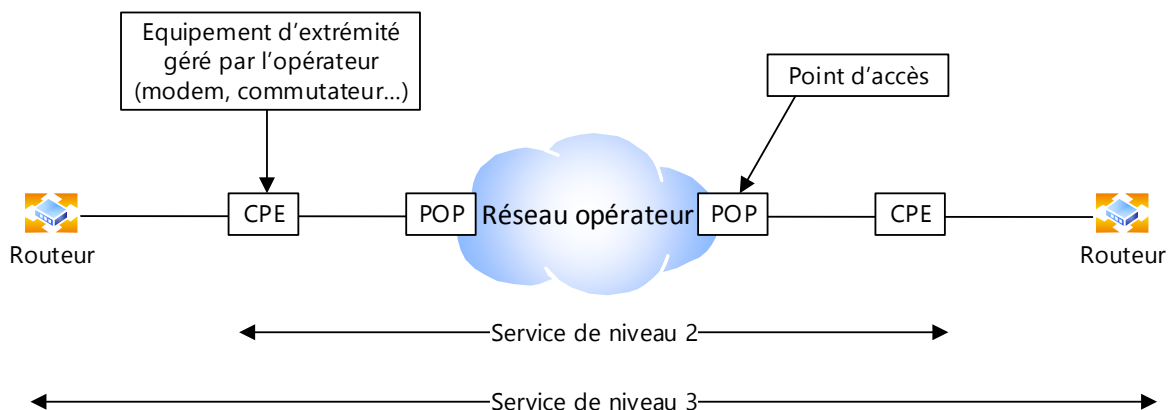 Equipement d’extrémité
géré par l’opérateur
(modem, commutateur…)
Point d’accès
CPE
POP
Réseau opérateur
POP
CPE
Routeur
Routeur
Service de niveau 2
Service de niveau 3